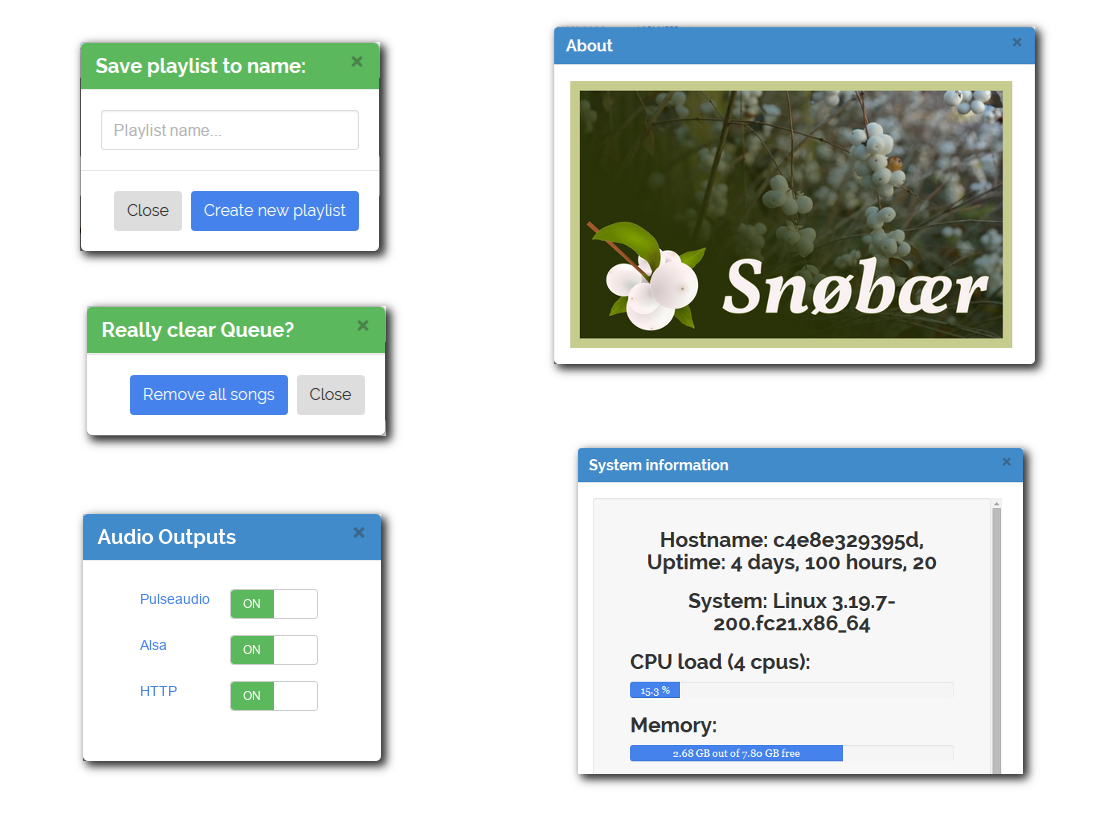 Save playlist to name:
×
Playlist name...
Close
Create new playlist
Really clear Queue?
×
Remove all songs
Close
Audio Outputs
×
Pulseaudio
ON
Alsa
ON
HTTP
ON
About
×
Snøbær
System information
×
Hostname: c4e8e329395d,
Uptime: 4 days, 100 hours, 20
System: Linux 3.19.7-
200.fc21.x86_64
CPU load (4 cpus):
15.3 %
Memory:
2.68 GB out of 7.80 GB free